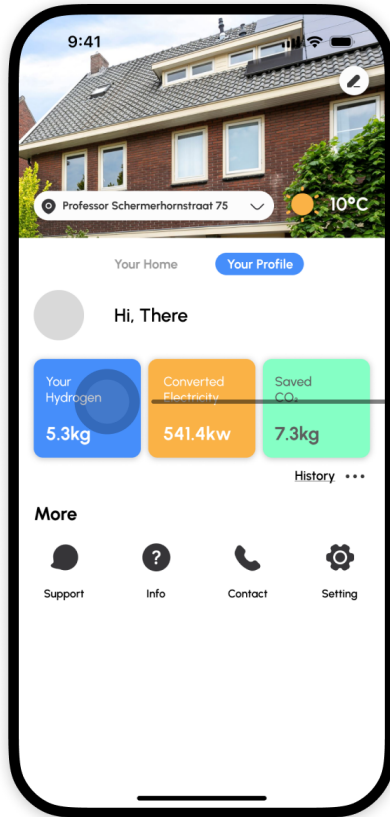 9:41
Professor Schermerhornstraat 75
10°C
Your Home
Your Profile
Hi, There
Your
Hydrogen
5.3kg
Converted
Electricity
541.4kw
Saved
CO₂
7.3kg
History
More
?
Support
Info
Contact
Setting